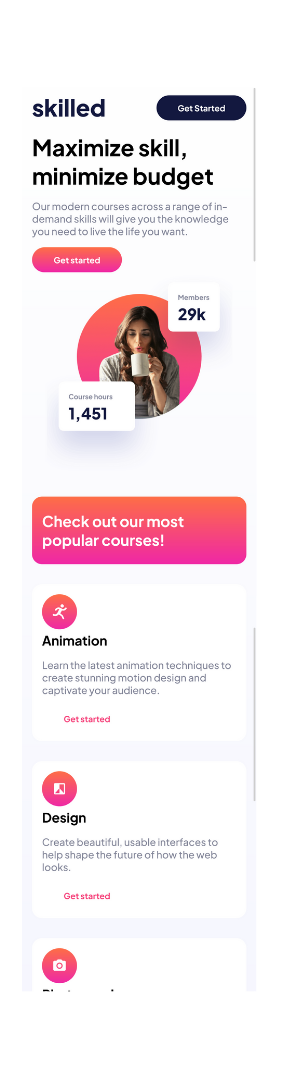 skilled
Get Started
Maximize skill,
minimize budget
Our modern courses across a range of in-
demand skills will give you the knowledge
you need to live the life you want.
Get started
Members
29k
Course hours
1,451
Check out our most
popular courses!
Animation
Learn the latest animation techniques to
create stunning motion design and
captivate your audience.
Get started
Design
Create beautiful, usable interfaces to
help shape the future of how the web
looks.
Get started